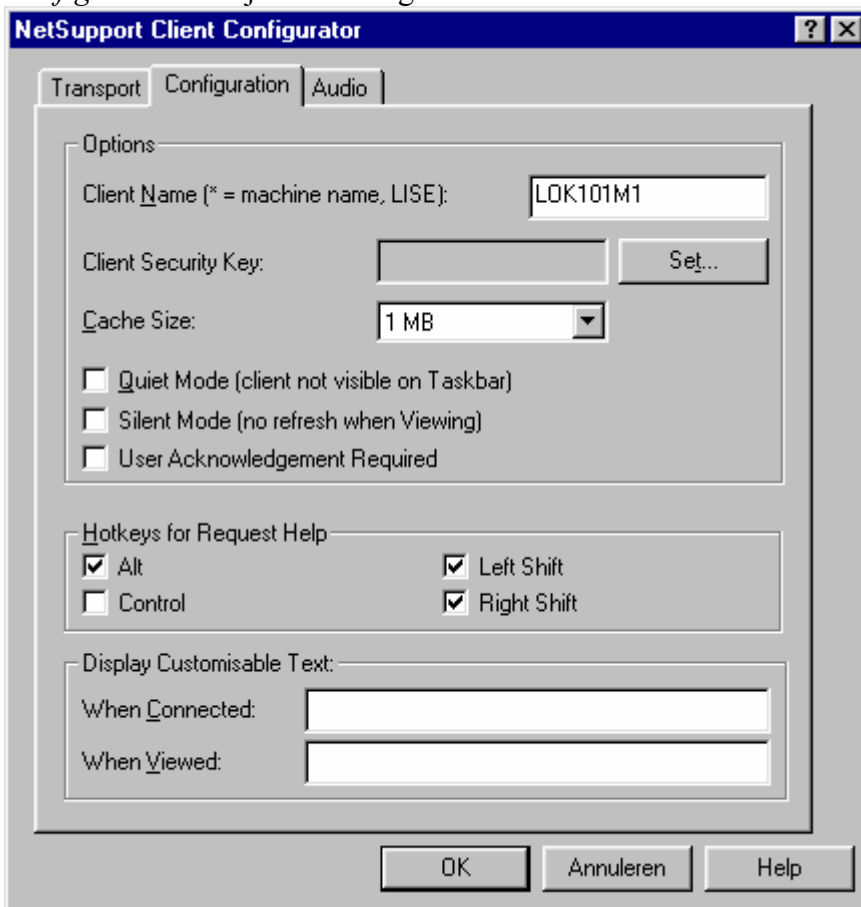 NetSupport Client Configurator
Transport Configuration Audio
Options
Client Name (* = machine name, LISE): LOK101M1
Client Security Key: Set...
Cache Size: 1 MB
Quiet Mode (client not visible on Taskbar)
Silent Mode (no refresh when Viewing)
User Acknowledgement Required
Hotkeys for Request Help
Alt Left Shift
Control Right Shift
Display Customisable Text:
When Connected:
When Viewed:
OK Annuleren Help